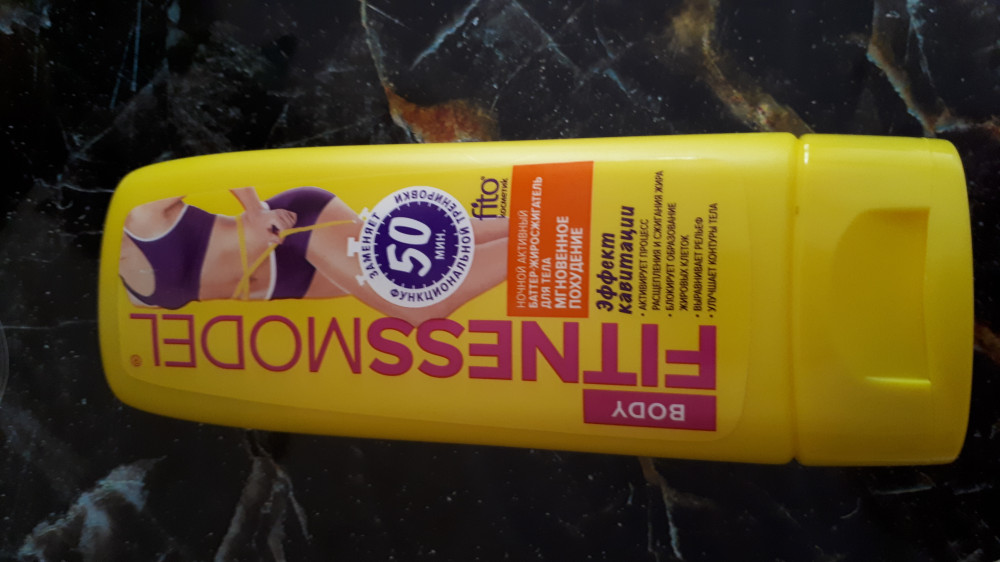 BODY
FITNESSMODEL®
fito®
косметик
НОЧНОЙ АКТИВНЫЙ
БАТТЕР-ЖИРОСЖИГАТЕЛЬ
ДЛЯ ТЕЛА
МГНОВЕННОЕ
ПОХУДЕНИЕ
Эффект
кавитации
• АКТИВИРУЕТ ПРОЦЕСС
РАСЩЕПЛЕНИЯ И СЖИГАНИЯ ЖИРА
• БЛОКИРУЕТ ОБРАЗОВАНИЕ
ЖИРОВЫХ КЛЕТОК
• ВЫРАВНИВАЕТ РЕЛЬЕФ
• УЛУЧШАЕТ КОНТУРЫ ТЕЛА
ЗАМЕНЯЕТ
50
МИН.
ФУНКЦИОНАЛЬНОЙ ТРЕНИРОВКИ